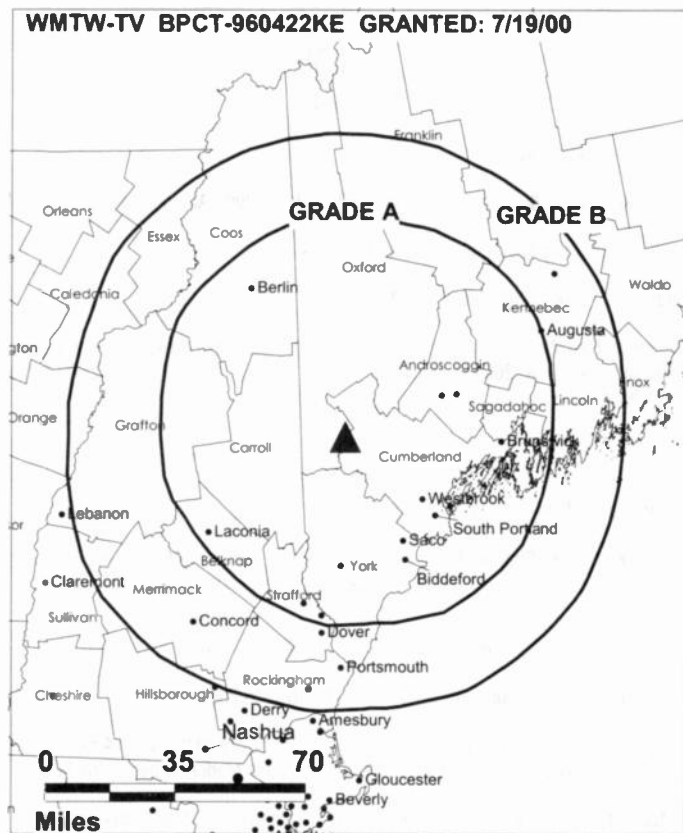 WMTW-TV BPCT-960422KE GRANTED: 7/19/00
Franklin
Orleans
GRADE A
GRADE B
Essex
Coos
Oxford
Waldo
Berlin
Caledonia
Kennebec
Augusta
Androscoggin
Knox
Sagadahoc
Lincoln
Orange
Grafton
Carroll
Brunswick
Cumberland
Westbrook
Lebanon
South Portland
Laconia
Saco
Belknap
York
Biddeford
Claremont
Merrimack
Strafford
Sullivan
Concord
Dover
Portsmouth
Rockingham
Cheshire
Hillsborough
Derry
Amesbury
Nashua
0 35 70
Gloucester
Beverly
Miles